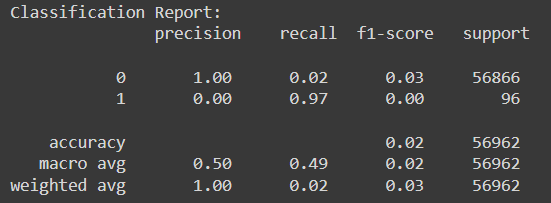 Classification Report:
precision recall f1-score support
0 1.00 0.02 0.03 56866
1 0.00 0.97 0.00 96
accuracy 0.02 56962
macro avg 0.50 0.49 0.02 56962
weighted avg 1.00 0.02 0.03 56962